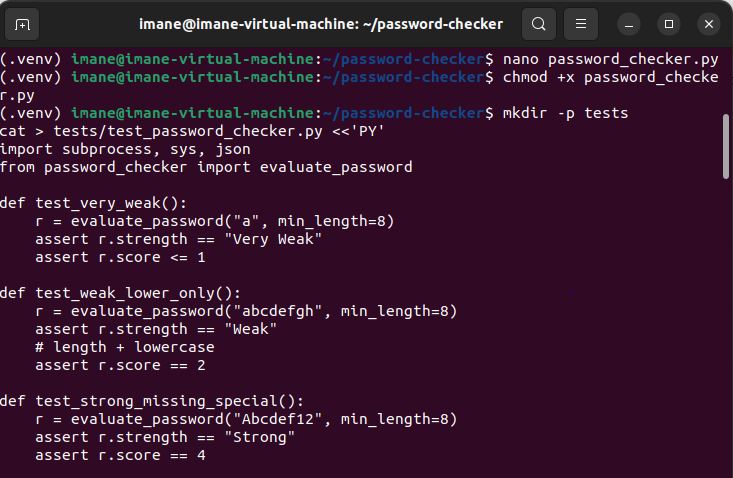 imane@imane-virtual-machine: ~/password-checker
(.venv) imane@imane-virtual-machine:~/password-checker$ nano password_checker.py
(.venv) imane@imane-virtual-machine:~/password-checker$ chmod +x password_checke
r.py
(.venv) imane@imane-virtual-machine:~/password-checker$ mkdir -p tests
cat > tests/test_password_checker.py <<'PY'
import subprocess, sys, json
from password_checker import evaluate_password

def test_very_weak():
    r = evaluate_password("a", min_length=8)
    assert r.strength == "Very Weak"
    assert r.score <= 1

def test_weak_lower_only():
    r = evaluate_password("abcdefgh", min_length=8)
    assert r.strength == "Weak"
    # length + lowercase
    assert r.score == 2

def test_strong_missing_special():
    r = evaluate_password("Abcdef12", min_length=8)
    assert r.strength == "Strong"
    assert r.score == 4